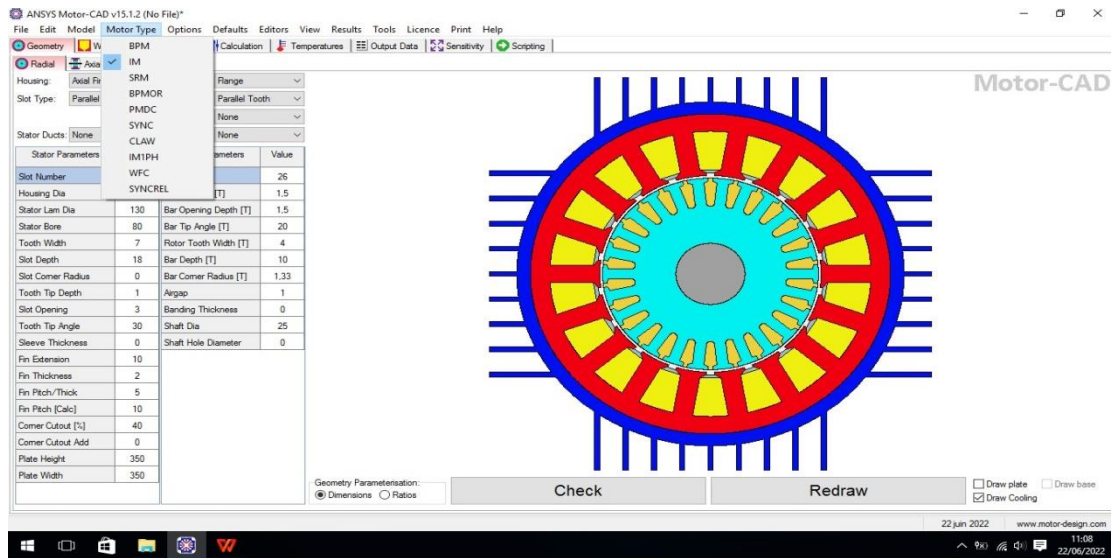 ANSYS Motor-CAD v15.1.2 (No File)*
File Edit Model Motor Type Options Defaults Editors View Results Tools Licence Print Help
Geometry W Calculation Temperatures Output Data Sensitivity Scripting
BPM
IM
SRM
BPMOR
PMDC
SYNC
CLAW
IM1PH
WFC
SYNCREL
Radial Axia
Housing: Axial Fin Range
Slot Type: Parallel Parallel Tooth
None
Stator Ducts: None None
Stator Parameters ameters Value
Slot Number 26
Housing Dia [T] 1.5
Stator Lam Dia 130 Bar Opening Depth [T] 1.5
Stator Bore 80 Bar Tip Angle [T] 20
Tooth Width 7 Rotor Tooth Width [T] 4
Slot Depth 18 Bar Depth [T] 10
Slot Corner Radius 0 Bar Corner Radius [T] 1.33
Tooth Tip Depth 1 Airgap 1
Slot Opening 3 Banding Thickness 0
Tooth Tip Angle 30 Shaft Dia 25
Sleeve Thickness 0 Shaft Hole Diameter 0
Fin Extension 10
Fin Thickness 2
Fin Pitch/Thick 5
Fin Pitch [Calc] 10
Corner Cutout [%] 40
Corner Cutout Add 0
Plate Height 350
Plate Width 350
Motor-CAD
Geometry Parameterisation:
Dimensions Ratios
Check
Redraw
Draw plate Draw base
Draw Cooling
22 juin 2022 www.motor-design.com
11:08
22/06/2022